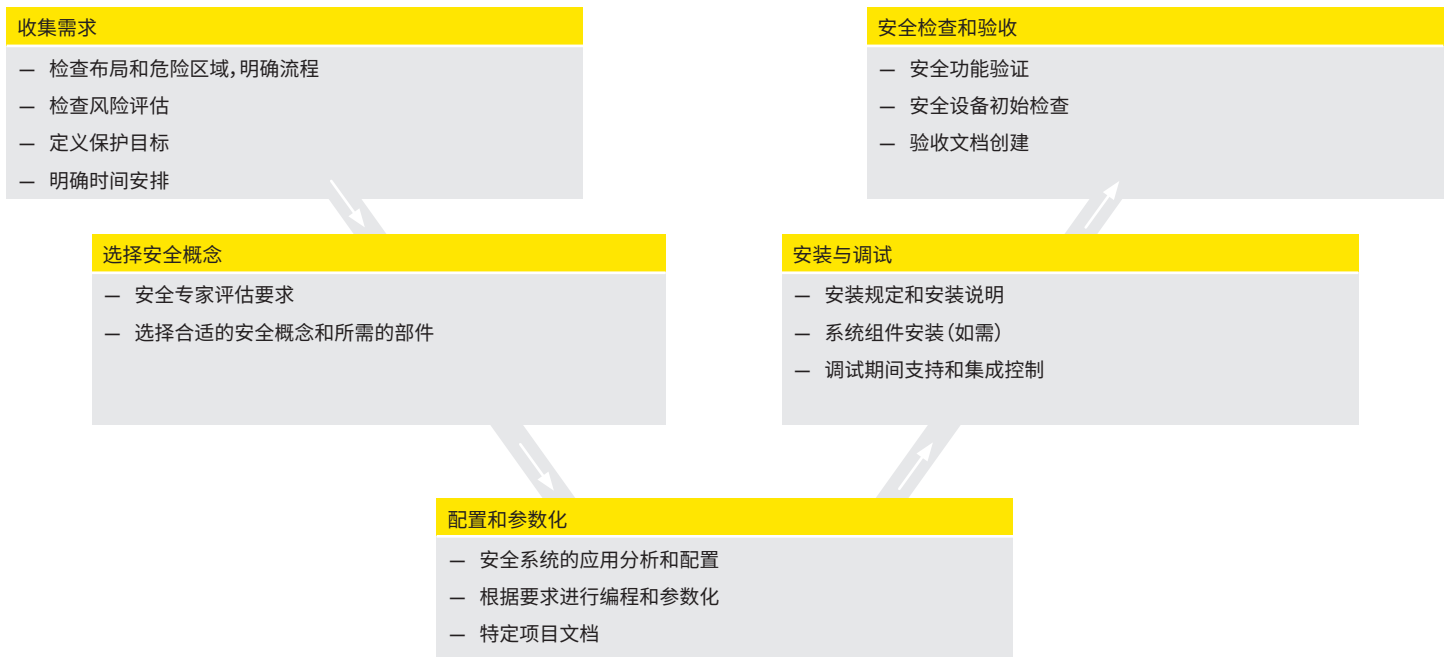 收集需求
— 检查布局和危险区域，明确流程
— 检查风险评估
— 定义保护目标
— 明确时间安排
选择安全概念
— 安全专家评估要求
— 选择合适的安全概念和所需的部件
配置和参数化
— 安全系统的应用分析和配置
— 根据要求进行编程和参数化
— 特定项目文档
安装与调试
— 安装规定和安装说明
— 系统组件安装（如需）
— 调试期间支持和集成控制
安全检查和验收
— 安全功能验证
— 安全设备初始检查
— 验收文档创建